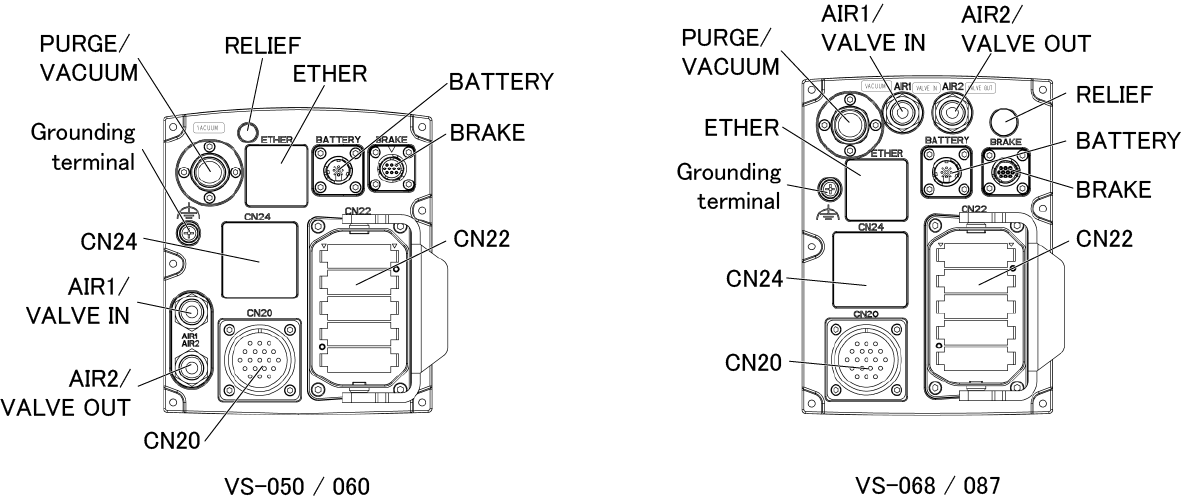 PURGE/
VACUUM
RELIEF
ETHER
BATTERY
BRAKE
Grounding
terminal
VACUUM
ETHER
BATTERY
BRAKE
CN24
CN22
CN24
CN22
AIR1/
VALVE IN
AIR1
AIR2
CN20
AIR2/
VALVE OUT
CN20
VS-050 / 060
AIR1/
VALVE IN
AIR2/
VALVE OUT
PURGE/
VACUUM
RELIEF
ETHER
BATTERY
BRAKE
Grounding
terminal
VACUUM
AIR1
VALVE IN
AIR2
VALVE OUT
ETHER
BATTERY
BRAKE
CN24
CN22
CN22
CN24
CN20
CN20
VS-068 / 087